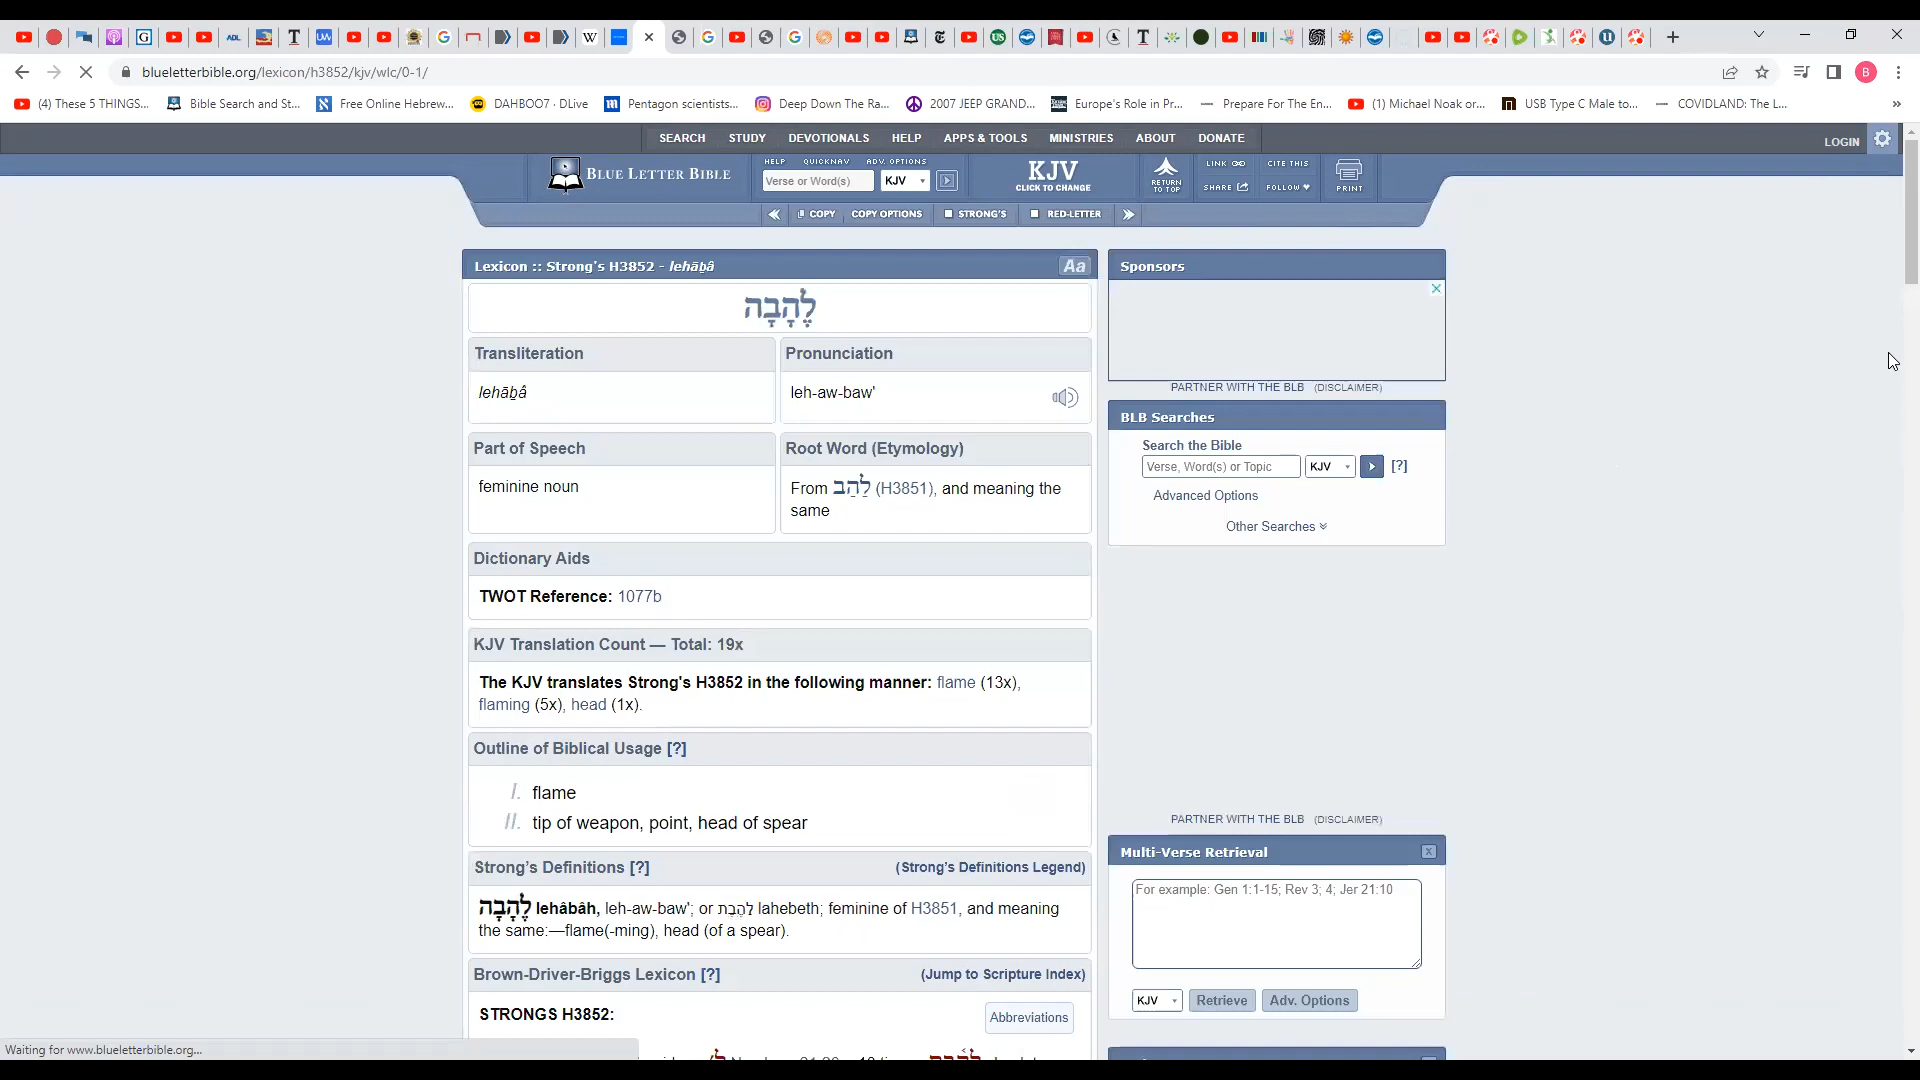 blueletterbible.org/lexicon/h3852/kjv/wlc/0-1/
(4) These 5 THINGS...
Bible Search and St...
Free Online Hebrew...
DAHBOO7 · DLive
Pentagon scientists...
Deep Down The Ra...
2007 JEEP GRAND...
Europe's Role in Pr...
Prepare For The En...
(1) Michael Noak or...
USB Type C Male to...
COVIDLAND: The L...
SEARCH STUDY DEVOTIONALS HELP APPS & TOOLS MINISTRIES ABOUT DONATE
LOGIN
BLUE LETTER BIBLE
HELP QUICKNAV ADV. OPTIONS
Verse or Word(s) KJV
KJV
CLICK TO CHANGE
RETURN
TO TOP
LINK CITE THIS
SHARE FOLLOW
PRINT
COPY COPY OPTIONS STRONG'S RED-LETTER
Lexicon :: Strong's H3852 - lehāḇâ
Aa
לֶהָבָה
Transliteration
lehāḇâ
Pronunciation
leh-aw-baw'
Part of Speech
feminine noun
Root Word (Etymology)
From לַהַב (H3851), and meaning the
same
Dictionary Aids
TWOT Reference: 1077b
KJV Translation Count — Total: 19x
The KJV translates Strong's H3852 in the following manner: flame (13x),
flaming (5x), head (1x).
Outline of Biblical Usage [?]
I. flame
II. tip of weapon, point, head of spear
Strong's Definitions [?] (Strong's Definitions Legend)
לֶהָבָה lehâbâh, leh-aw-baw'; or לַהֶבֶת lahebeth; feminine of H3851, and meaning
the same:—flame(-ming), head (of a spear).
Brown-Driver-Briggs Lexicon [?] (Jump to Scripture Index)
STRONGS H3852:
Abbreviations
Sponsors
PARTNER WITH THE BLB (DISCLAIMER)
BLB Searches
Search the Bible
Verse, Word(s) or Topic KJV [?]
Advanced Options
Other Searches
PARTNER WITH THE BLB (DISCLAIMER)
Multi-Verse Retrieval
For example: Gen 1:1-15; Rev 3; 4; Jer 21:10
KJV Retrieve Adv. Options
Waiting for www.blueletterbible.org...